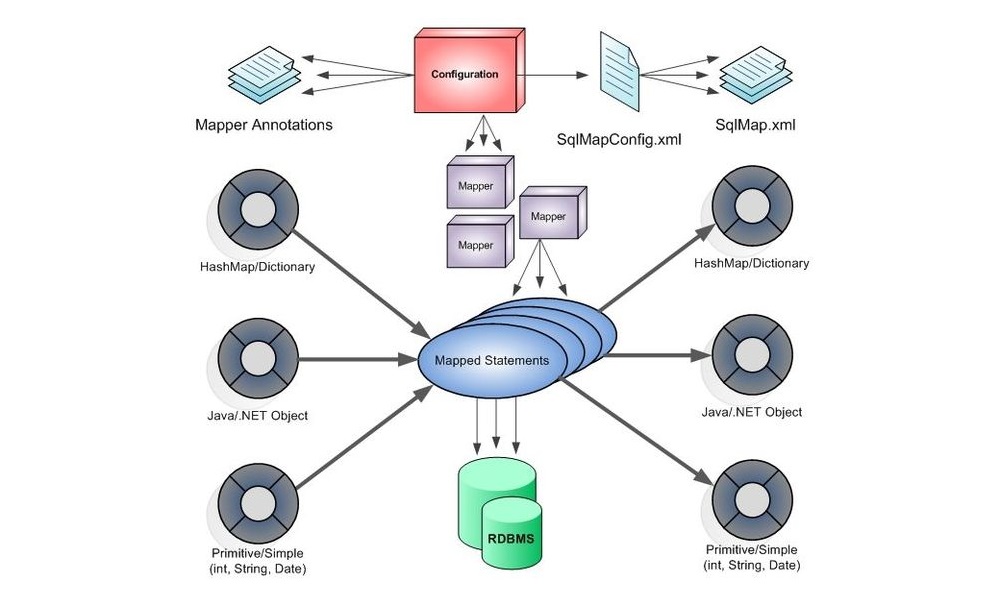 Configuration
Mapper Annotations
SqlMapConfig.xml
SqlMap.xml
Mapper
Mapper
Mapper
HashMap/Dictionary
HashMap/Dictionary
Mapped Statements
Java/.NET Object
Java/.NET Object
RDBMS
Primitive/Simple
(int, String, Date)
Primitive/Simple
(int, String, Date)